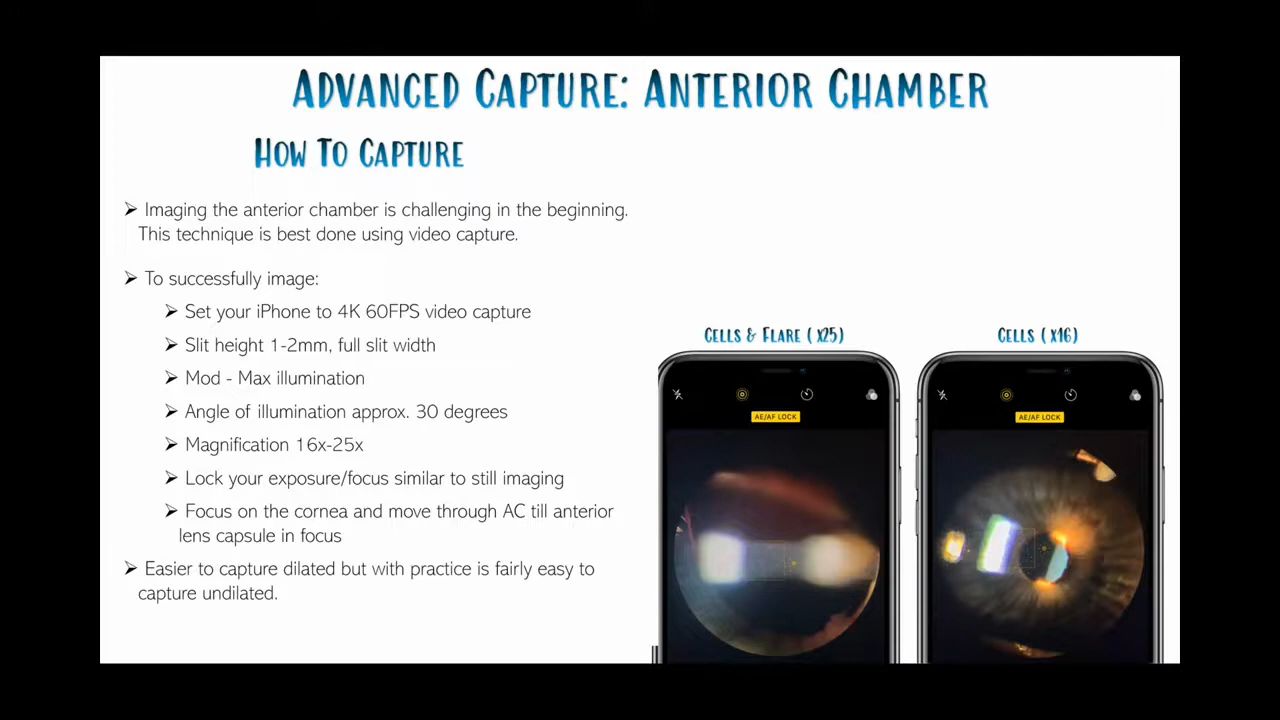 Advanced Capture: Anterior Chamber
How To Capture
➢ Imaging the anterior chamber is challenging in the beginning.
This technique is best done using video capture.
➢ To successfully image:
➢ Set your iPhone to 4K 60FPS video capture
➢ Slit height 1-2mm, full slit width
➢ Mod - Max illumination
➢ Angle of illumination approx. 30 degrees
➢ Magnification 16x-25x
➢ Lock your exposure/focus similar to still imaging
➢ Focus on the cornea and move through AC till anterior
lens capsule in focus
➢ Easier to capture dilated but with practice is fairly easy to
capture undilated.
Cells & Flare ( x25)
AE/AF LOCK
Cells ( x16)
AE/AF LOCK